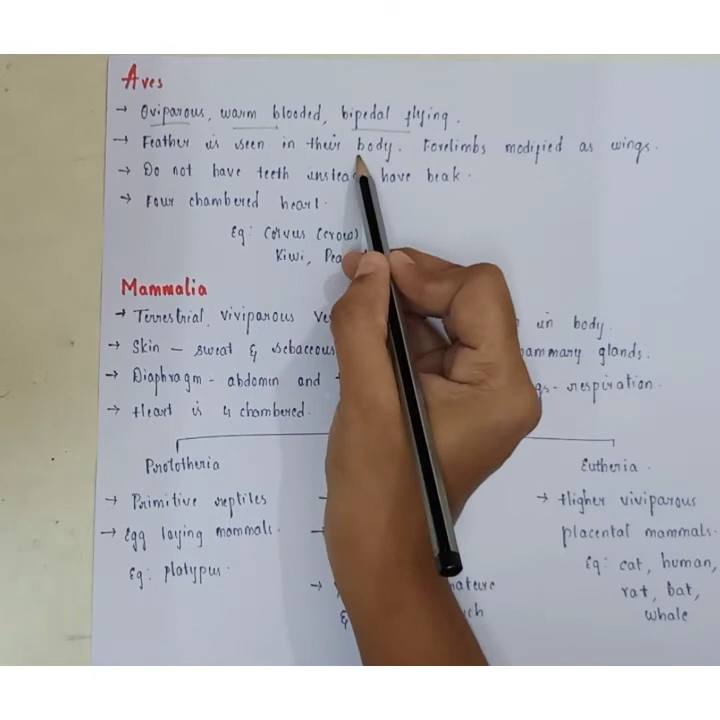 Aves
→ Oviparous, warm blooded, bipedal flying.
→ Feather is seen in their body. Forelimbs modified as wings.
→ Do not have teeth instead have beak.
→ Four chambered heart.
Eg: Corvus (crow)
Kiwi,
Mammalia
→ Terrestrial, viviparous in body.
→ Skin - sweat & sebaceous mammary glands.
→ Diaphragm - abdomen and - respiration.
→ Heart is 4 chambered.
Prototheria
→ Primitive reptiles
→ Egg laying mammals.
Eg: platypus.
Eutheria.
→ Higher viviparous
placental mammals.
Eg: cat, human,
rat, bat,
whale
&